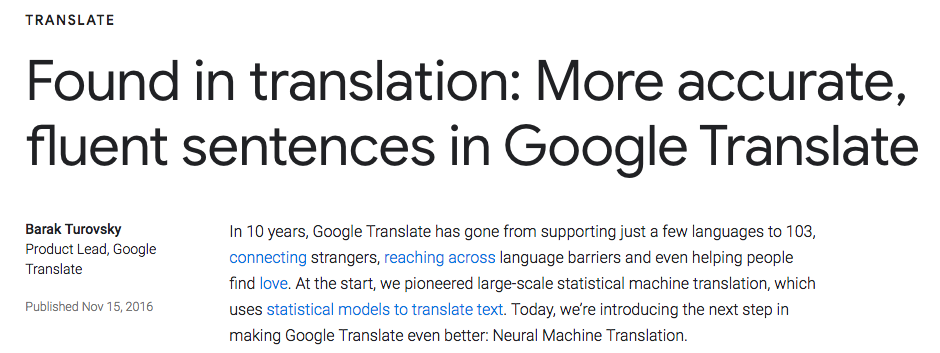 TRANSLATE
Found in translation: More accurate,
fluent sentences in Google Translate
Barak Turovsky
Product Lead, Google
Translate
Published Nov 15, 2016
In 10 years, Google Translate has gone from supporting just a few languages to 103,
connecting strangers, reaching across language barriers and even helping people
find love. At the start, we pioneered large-scale statistical machine translation, which
uses statistical models to translate text. Today, we’re introducing the next step in
making Google Translate even better: Neural Machine Translation.